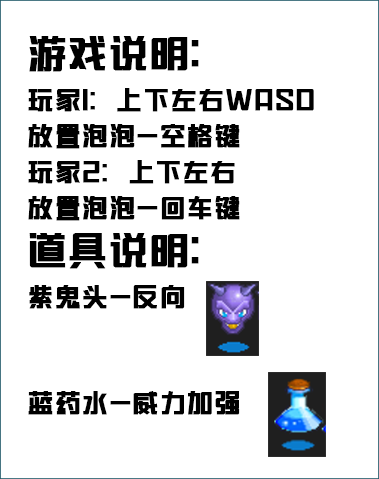 游戏说明:
玩家1: 上下左右WASD
放置泡泡-空格键
玩家2: 上下左右
放置泡泡-回车键
道具说明:
紫鬼头-反向
蓝药水-威力加强